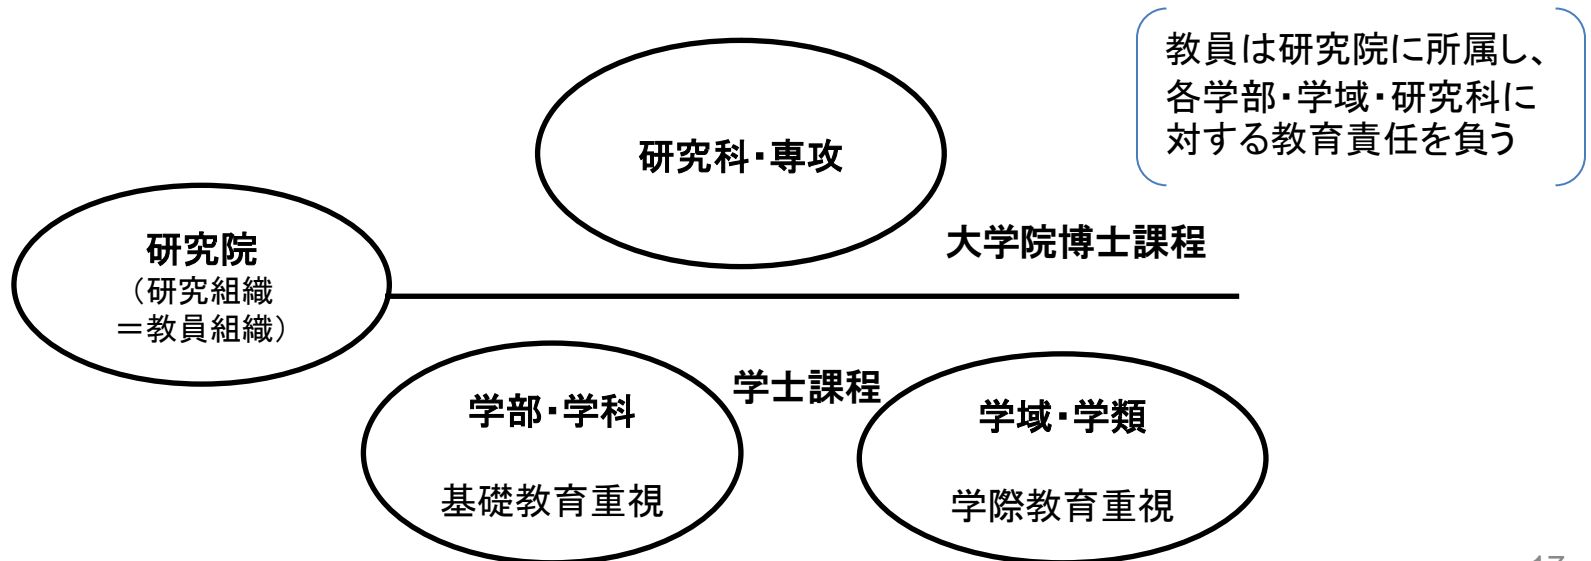 教員は研究院に所属し、
各学部・学域・研究科に
対する教育責任を負う
研究科・専攻
大学院博士課程
研究院
（研究組織
＝教員組織）
学士課程
学部・学科
基礎教育重視
学域・学類
学際教育重視